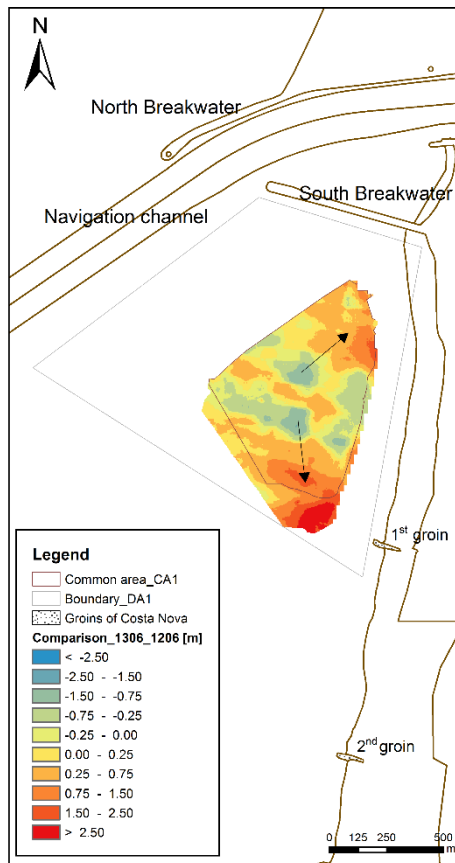 N
North Breakwater
South Breakwater
Navigation channel
1st groin
2nd groin
Legend
Common area_CA1
Boundary_DA1
Groins of Costa Nova
Comparison_1306_1206 [m]
< -2.50
-2.50 - -1.50
-1.50 - -0.75
-0.75 - -0.25
-0.25 - 0.00
0.00 - 0.25
0.25 - 0.75
0.75 - 1.50
1.50 - 2.50
> 2.50
0 125 250 500
m